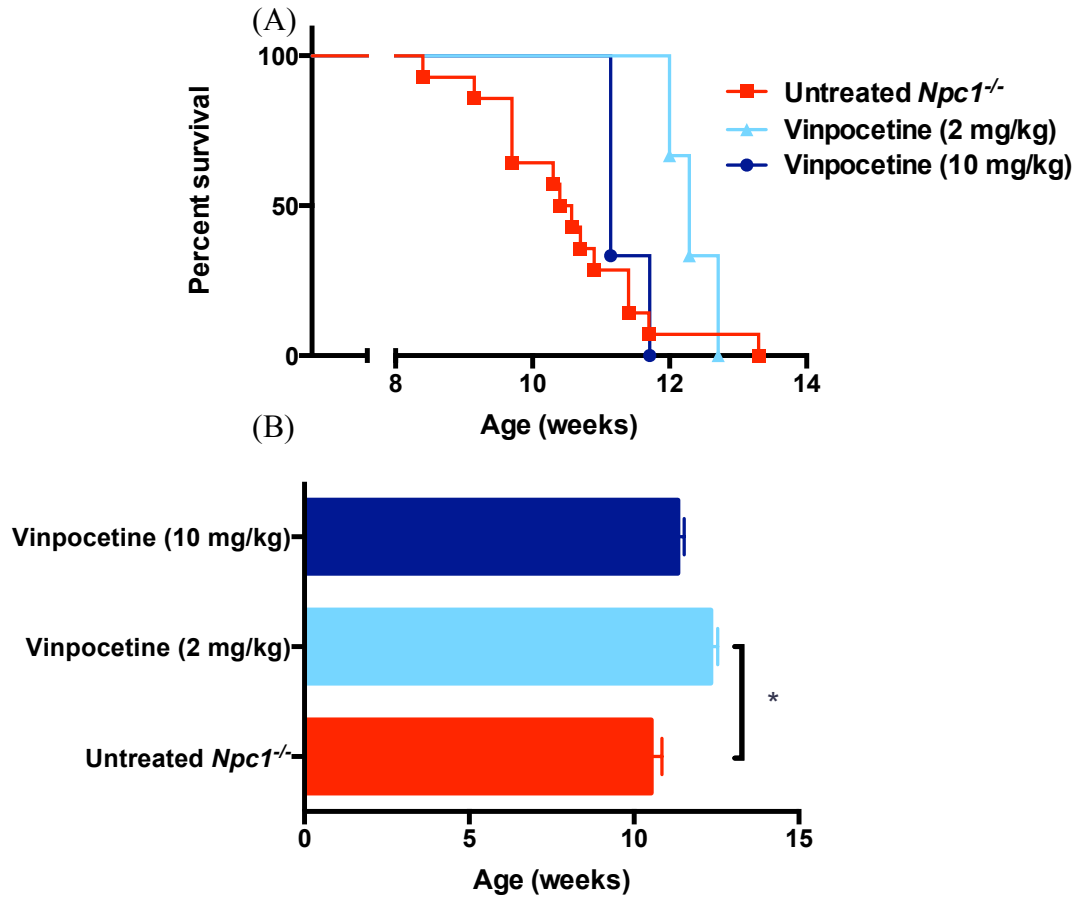 (A)
100
50
0
Percent survival
8
10
12
14
Age (weeks)
Untreated Npc1-/-
Vinpocetine (2 mg/kg)
Vinpocetine (10 mg/kg)
(B)
Vinpocetine (10 mg/kg)
Vinpocetine (2 mg/kg)
Untreated Npc1-/-
*
0
5
10
15
Age (weeks)